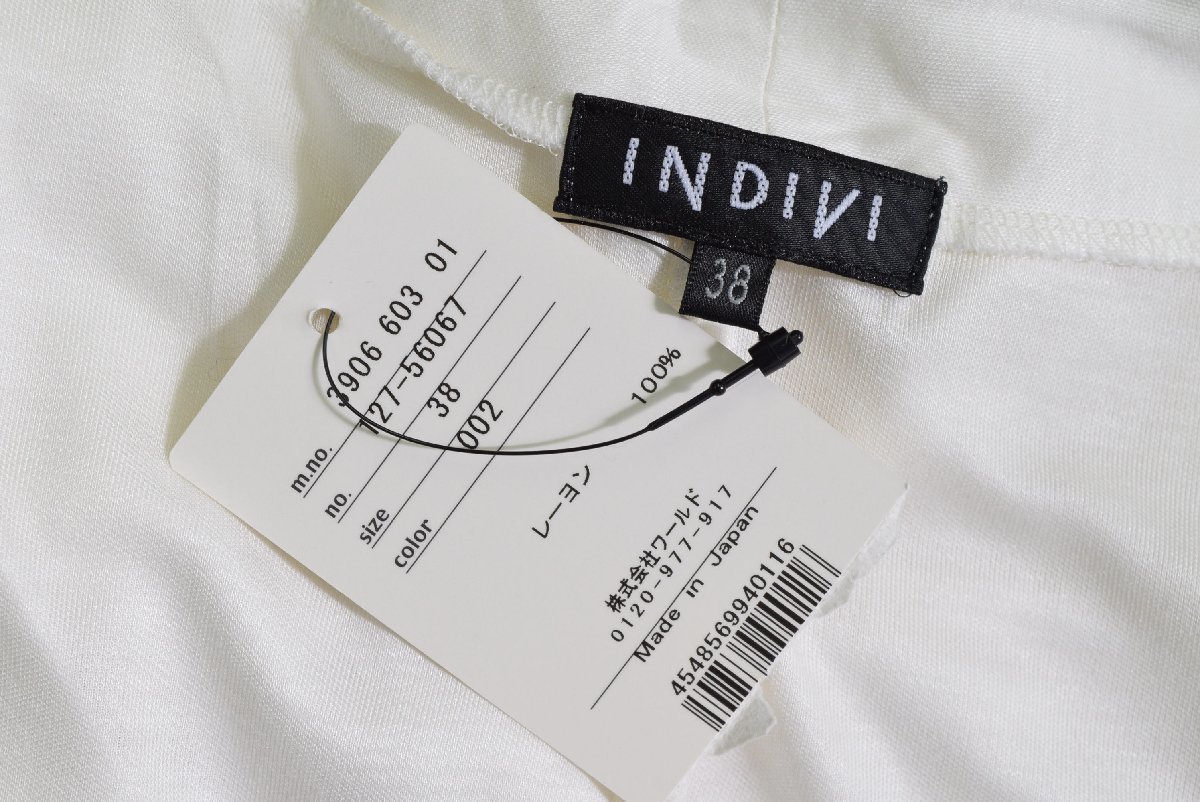 INDIVI
38
m.no. 3906 603 01
no. 127-56067
size 38
color 002
レーヨン 100%
株式会社ワールド
0120-977-917
Made in Japan
4548569940116